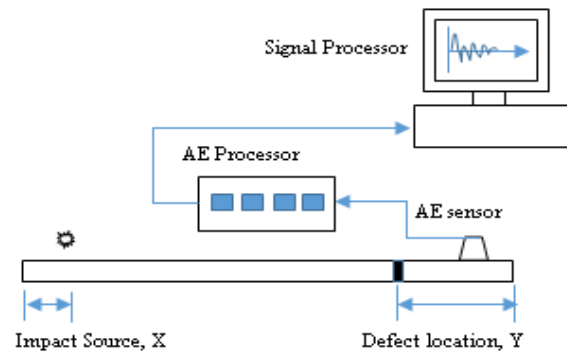 Signal Processor
AE Processor
AE sensor
Impact Source, X
Defect location, Y